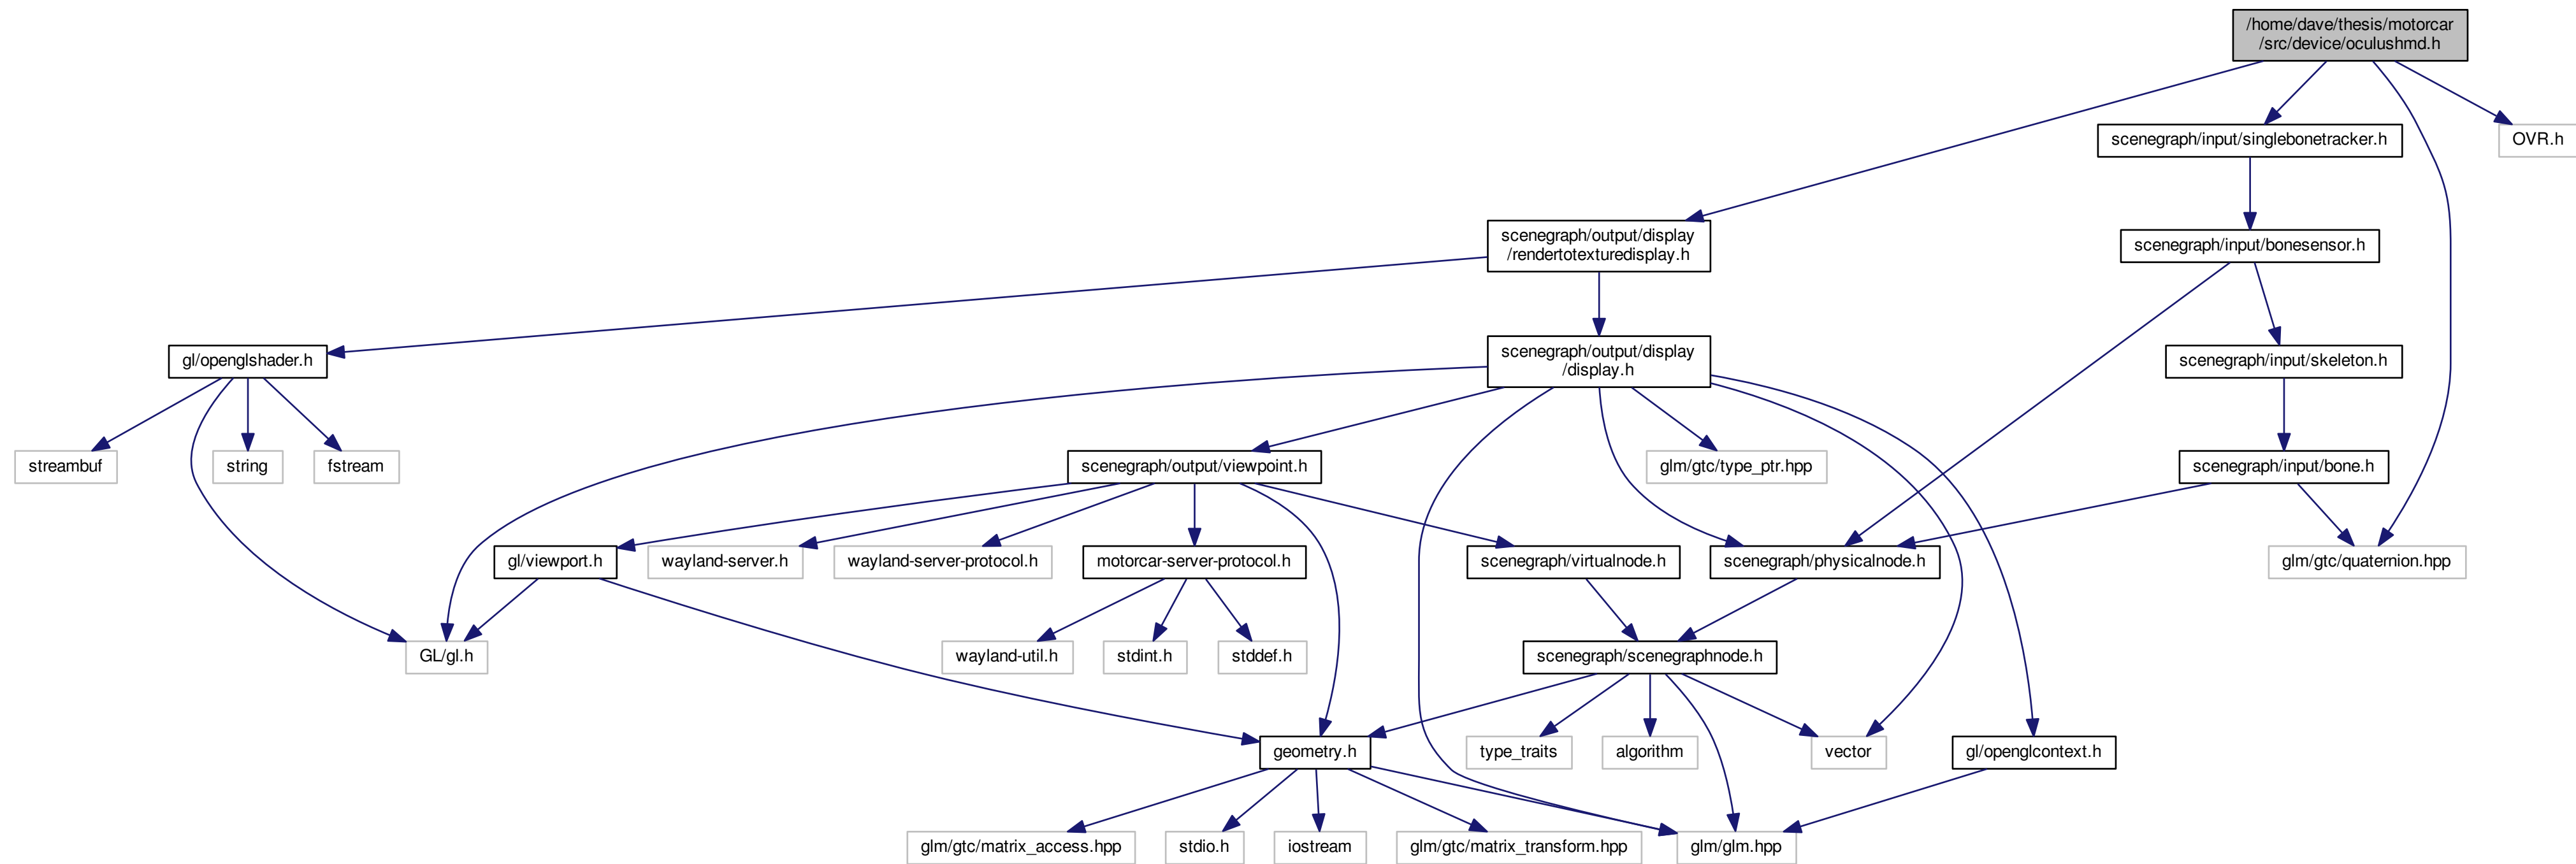 /home/dave/thesis/motorcar
/src/device/oculushmd.h
scenegraph/input/singlebonetracker.h
OVR.h
scenegraph/output/display
/rendertotexturedisplay.h
scenegraph/input/bonesensor.h
gl/openglshader.h
scenegraph/output/display
/display.h
scenegraph/input/skeleton.h
streambuf
string
fstream
scenegraph/output/viewpoint.h
glm/gtc/type_ptr.hpp
scenegraph/input/bone.h
gl/viewport.h
wayland-server.h
wayland-server-protocol.h
motorcar-server-protocol.h
scenegraph/virtualnode.h
scenegraph/physicalnode.h
glm/gtc/quaternion.hpp
GL/gl.h
wayland-util.h
stdint.h
stddef.h
scenegraph/scenegraphnode.h
geometry.h
type_traits
algorithm
vector
gl/openglcontext.h
glm/gtc/matrix_access.hpp
stdio.h
iostream
glm/gtc/matrix_transform.hpp
glm/glm.hpp